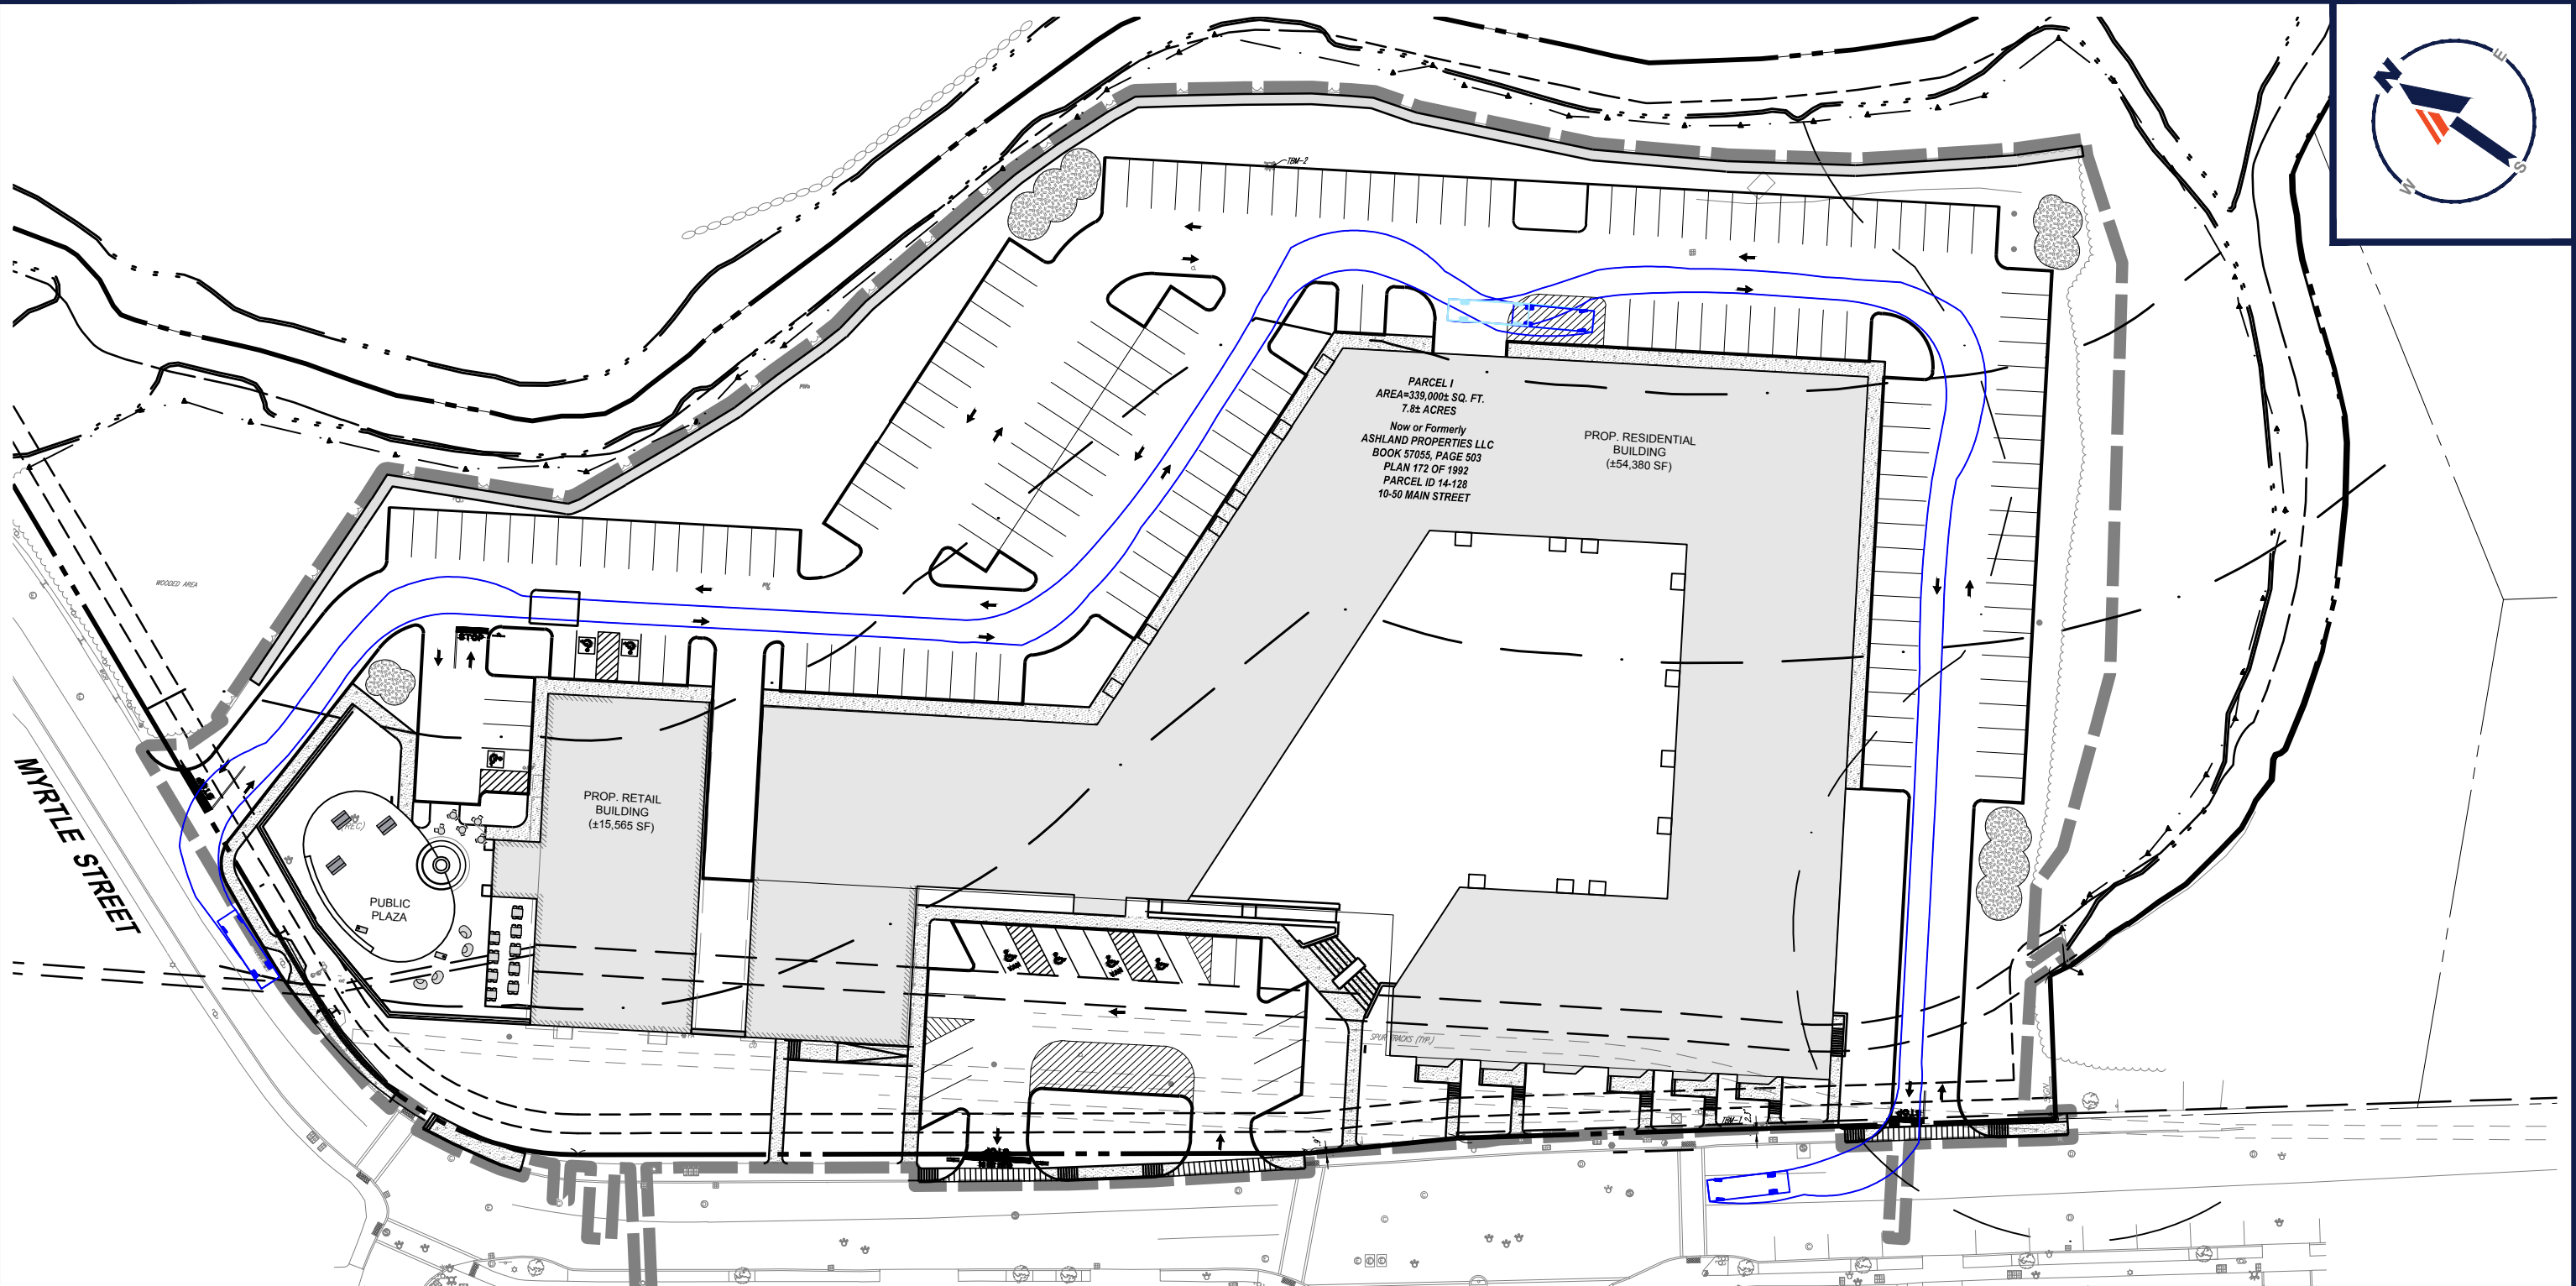 N
E
S
W
TBM-2
PARCEL I
AREA=339,000± SQ. FT.
7.8± ACRES
Now or Formerly
ASHLAND PROPERTIES LLC
BOOK 57055, PAGE 503
PLAN 172 OF 1992
PARCEL ID 14-128
10-50 MAIN STREET
PROP. RESIDENTIAL
BUILDING
(±54,380 SF)
WOODED AREA
STOP
MYRTLE STREET
PROP. RETAIL
BUILDING
(±15,565 SF)
PUBLIC
PLAZA
SPUR TRACKS (TYP.)